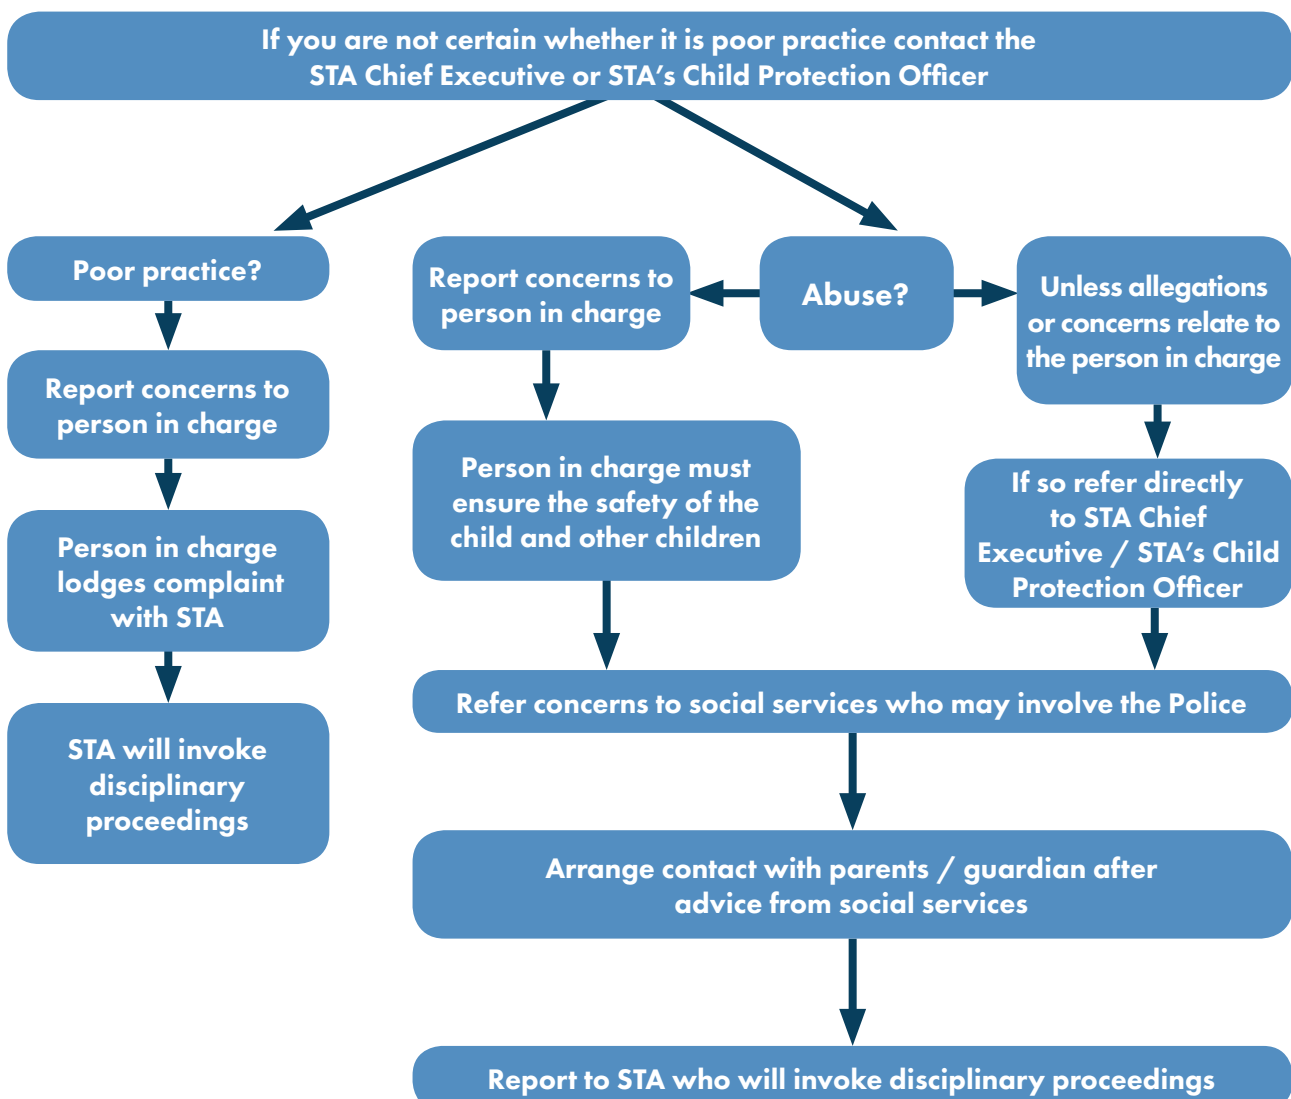 If you are not certain whether it is poor practice contact the
STA Chief Executive or STA's Child Protection Officer
Poor practice?
Report concerns to
person in charge
Person in charge
lodges complaint
with STA
STA will invoke
disciplinary
proceedings
Report concerns to
person in charge
Abuse?
Unless allegations
or concerns relate to
the person in charge
Person in charge must
ensure the safety of the
child and other children
If so refer directly
to STA Chief
Executive / STA's Child
Protection Officer
Refer concerns to social services who may involve the Police
Arrange contact with parents / guardian after
advice from social services
Report to STA who will invoke disciplinary proceedings